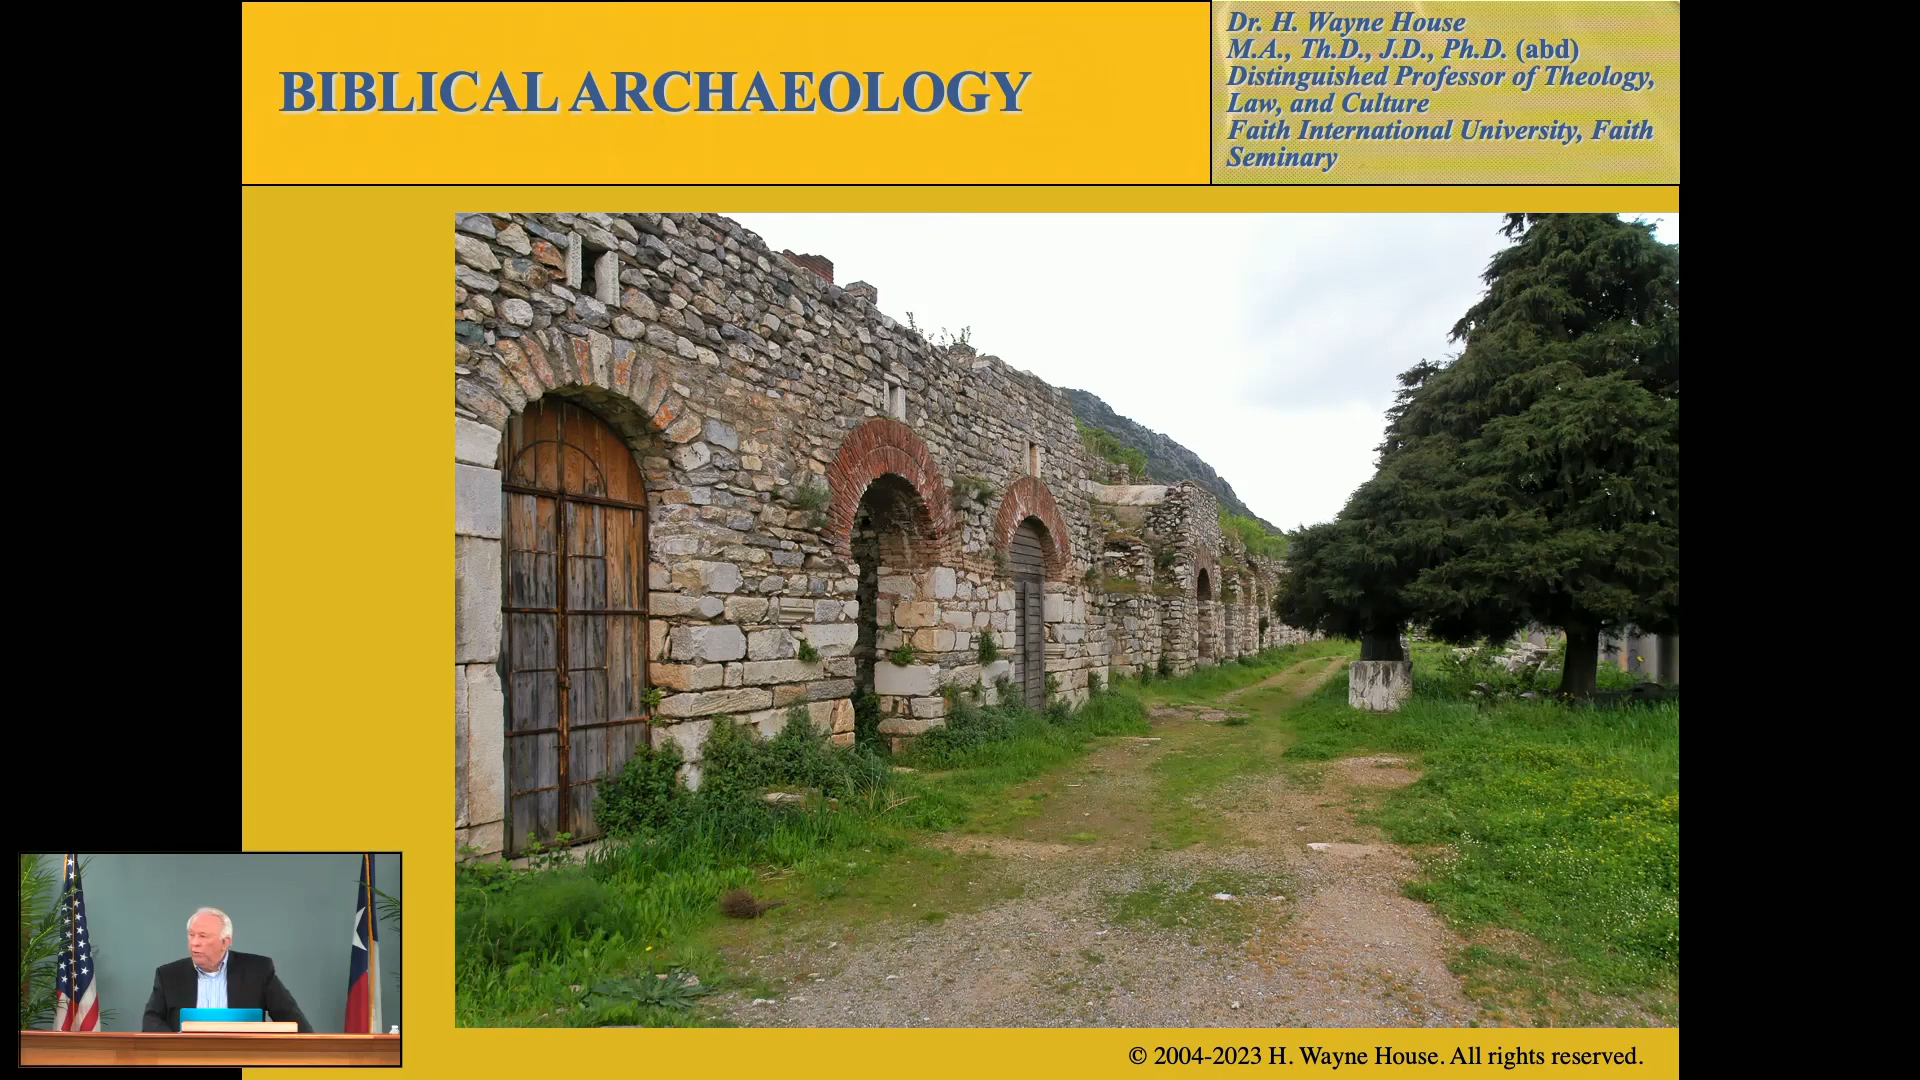 BIBLICAL ARCHAEOLOGY
Dr. H. Wayne House
M.A., Th.D., J.D., Ph.D. (abd)
Distinguished Professor of Theology,
Law, and Culture
Faith International University, Faith
Seminary
© 2004-2023 H. Wayne House. All rights reserved.